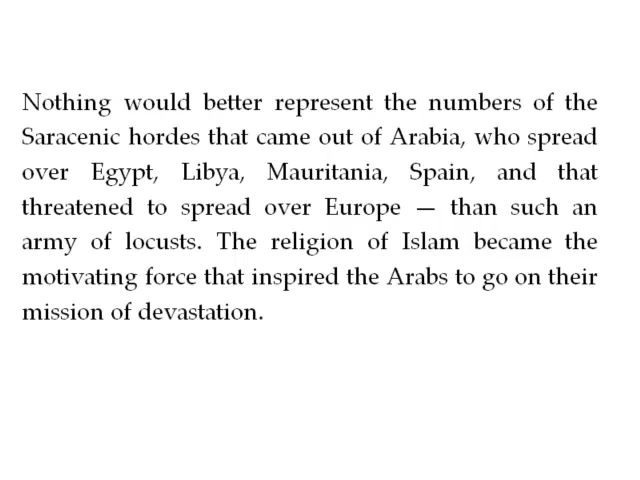 Nothing would better represent the numbers of the
Saracenic hordes that came out of Arabia, who spread
over Egypt, Libya, Mauritania, Spain, and that
threatened to spread over Europe — than such an
army of locusts. The religion of Islam became the
motivating force that inspired the Arabs to go on their
mission of devastation.